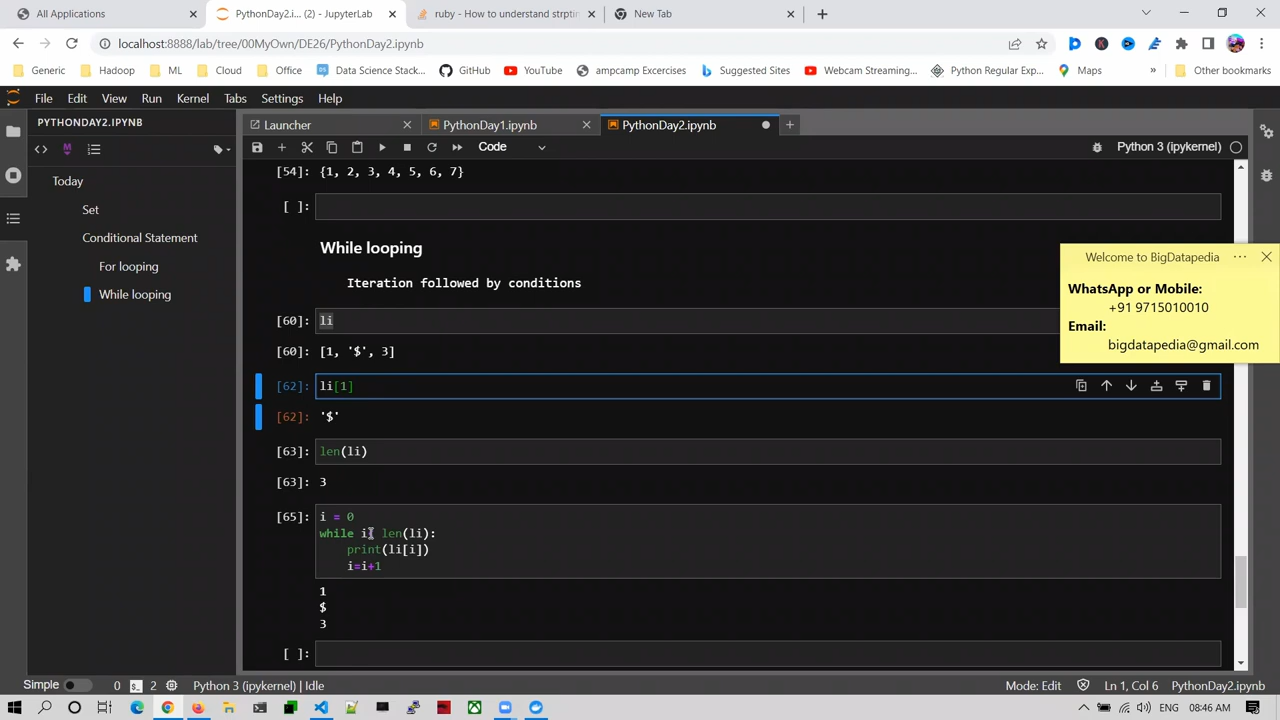 All Applications
PythonDay2.i... (2) - JupyterLab
ruby - How to understand strptin
New Tab
localhost:8888/lab/tree/00MyOwn/DE26/PythonDay2.ipynb
Generic Hadoop ML Cloud Office Data Science Stack... GitHub YouTube ampcamp Excercises Suggested Sites Webcam Streaming... Python Regular Exp... Maps » Other bookmarks
File Edit View Run Kernel Tabs Settings Help
PYTHONDAY2.IPYNB
Launcher PythonDay1.ipynb PythonDay2.ipynb
Code Python 3 (ipykernel)
Today
Set
Conditional Statement
For looping
While looping
[54]: {1, 2, 3, 4, 5, 6, 7}
[ ]:
While looping
Iteration followed by conditions
[60]: li
[60]: [1, '$', 3]
[62]: li[1]
[62]: '$'
[63]: len(li)
[63]: 3
[65]: i = 0
while i len(li):
print(li[i])
i=i+1
1
$
3
[ ]:
Welcome to BigDatapedia
WhatsApp or Mobile:
+91 9715010010
Email:
bigdatapedia@gmail.com
Simple 0 2 Python 3 (ipykernel) | Idle Mode: Edit Ln 1, Col 6 PythonDay2.ipynb
ENG 08:46 AM